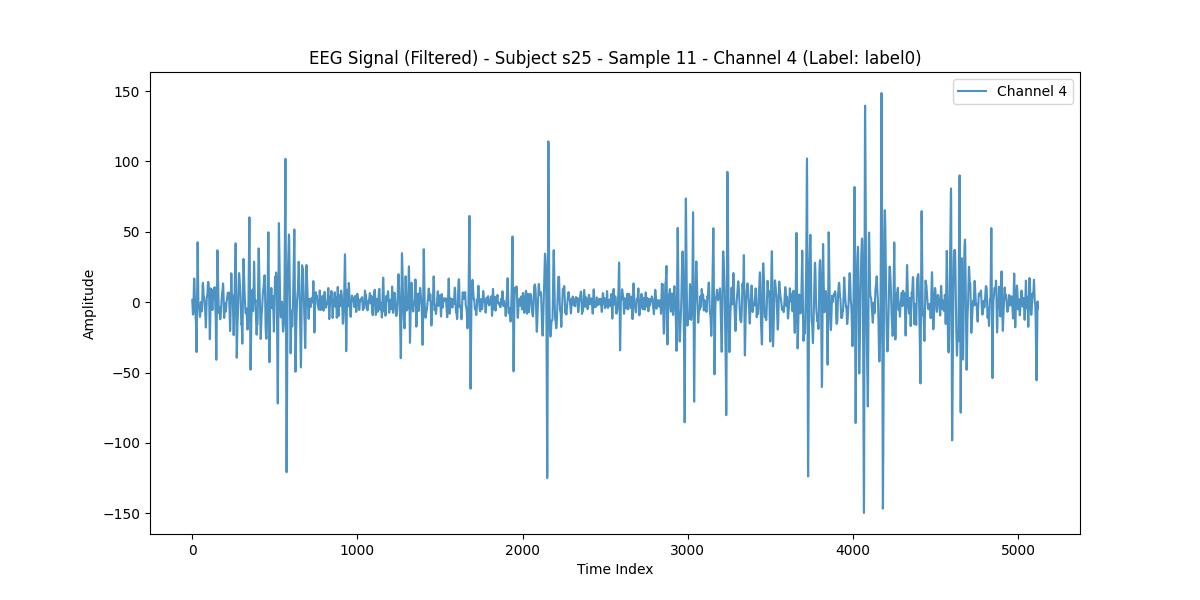 EEG Signal (Filtered) - Subject s25 - Sample 11 - Channel 4 (Label: label0)
Channel 4
150
100
50
0
−50
−100
−150
Amplitude
0 1000 2000 3000 4000 5000
Time Index